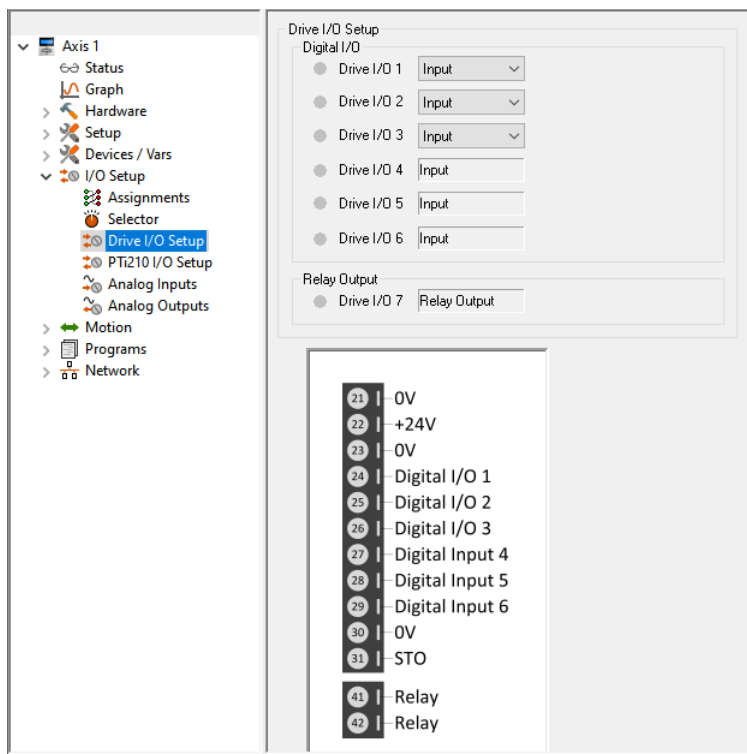 Axis 1
Status
Graph
Hardware
Setup
Devices / Vars
I/O Setup
Assignments
Selector
Drive I/O Setup
PTi210 I/O Setup
Analog Inputs
Analog Outputs
Motion
Programs
Network
Drive I/O Setup
Digital I/O
Drive I/O 1 Input
Drive I/O 2 Input
Drive I/O 3 Input
Drive I/O 4 Input
Drive I/O 5 Input
Drive I/O 6 Input
Relay Output
Drive I/O 7 Relay Output
21 0V
22 +24V
23 0V
24 Digital I/O 1
25 Digital I/O 2
26 Digital I/O 3
27 Digital Input 4
28 Digital Input 5
29 Digital Input 6
30 0V
31 STO
41 Relay
42 Relay